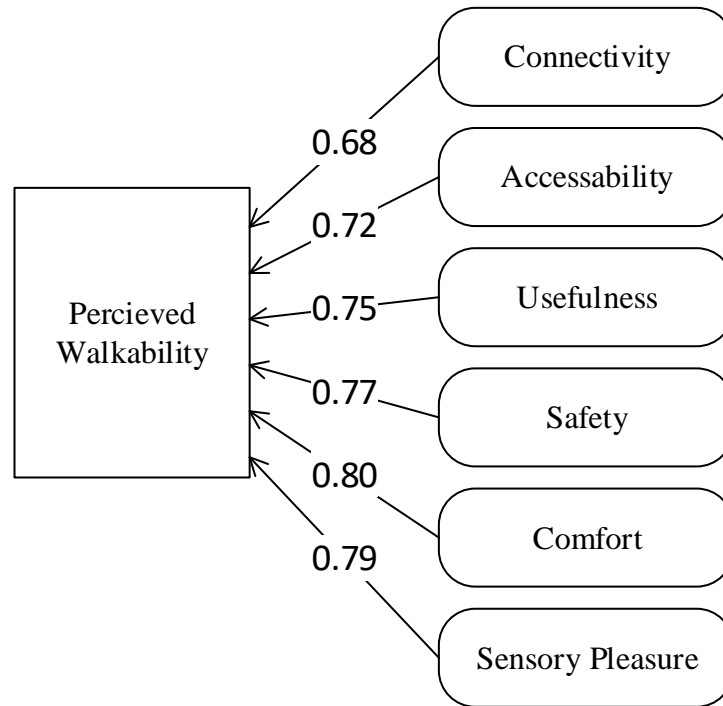 Connectivity
0.68
Accessability
0.72
Usefulness
0.75
Percieved
Walkability
0.77
Safety
0.80
Comfort
0.79
Sensory Pleasure